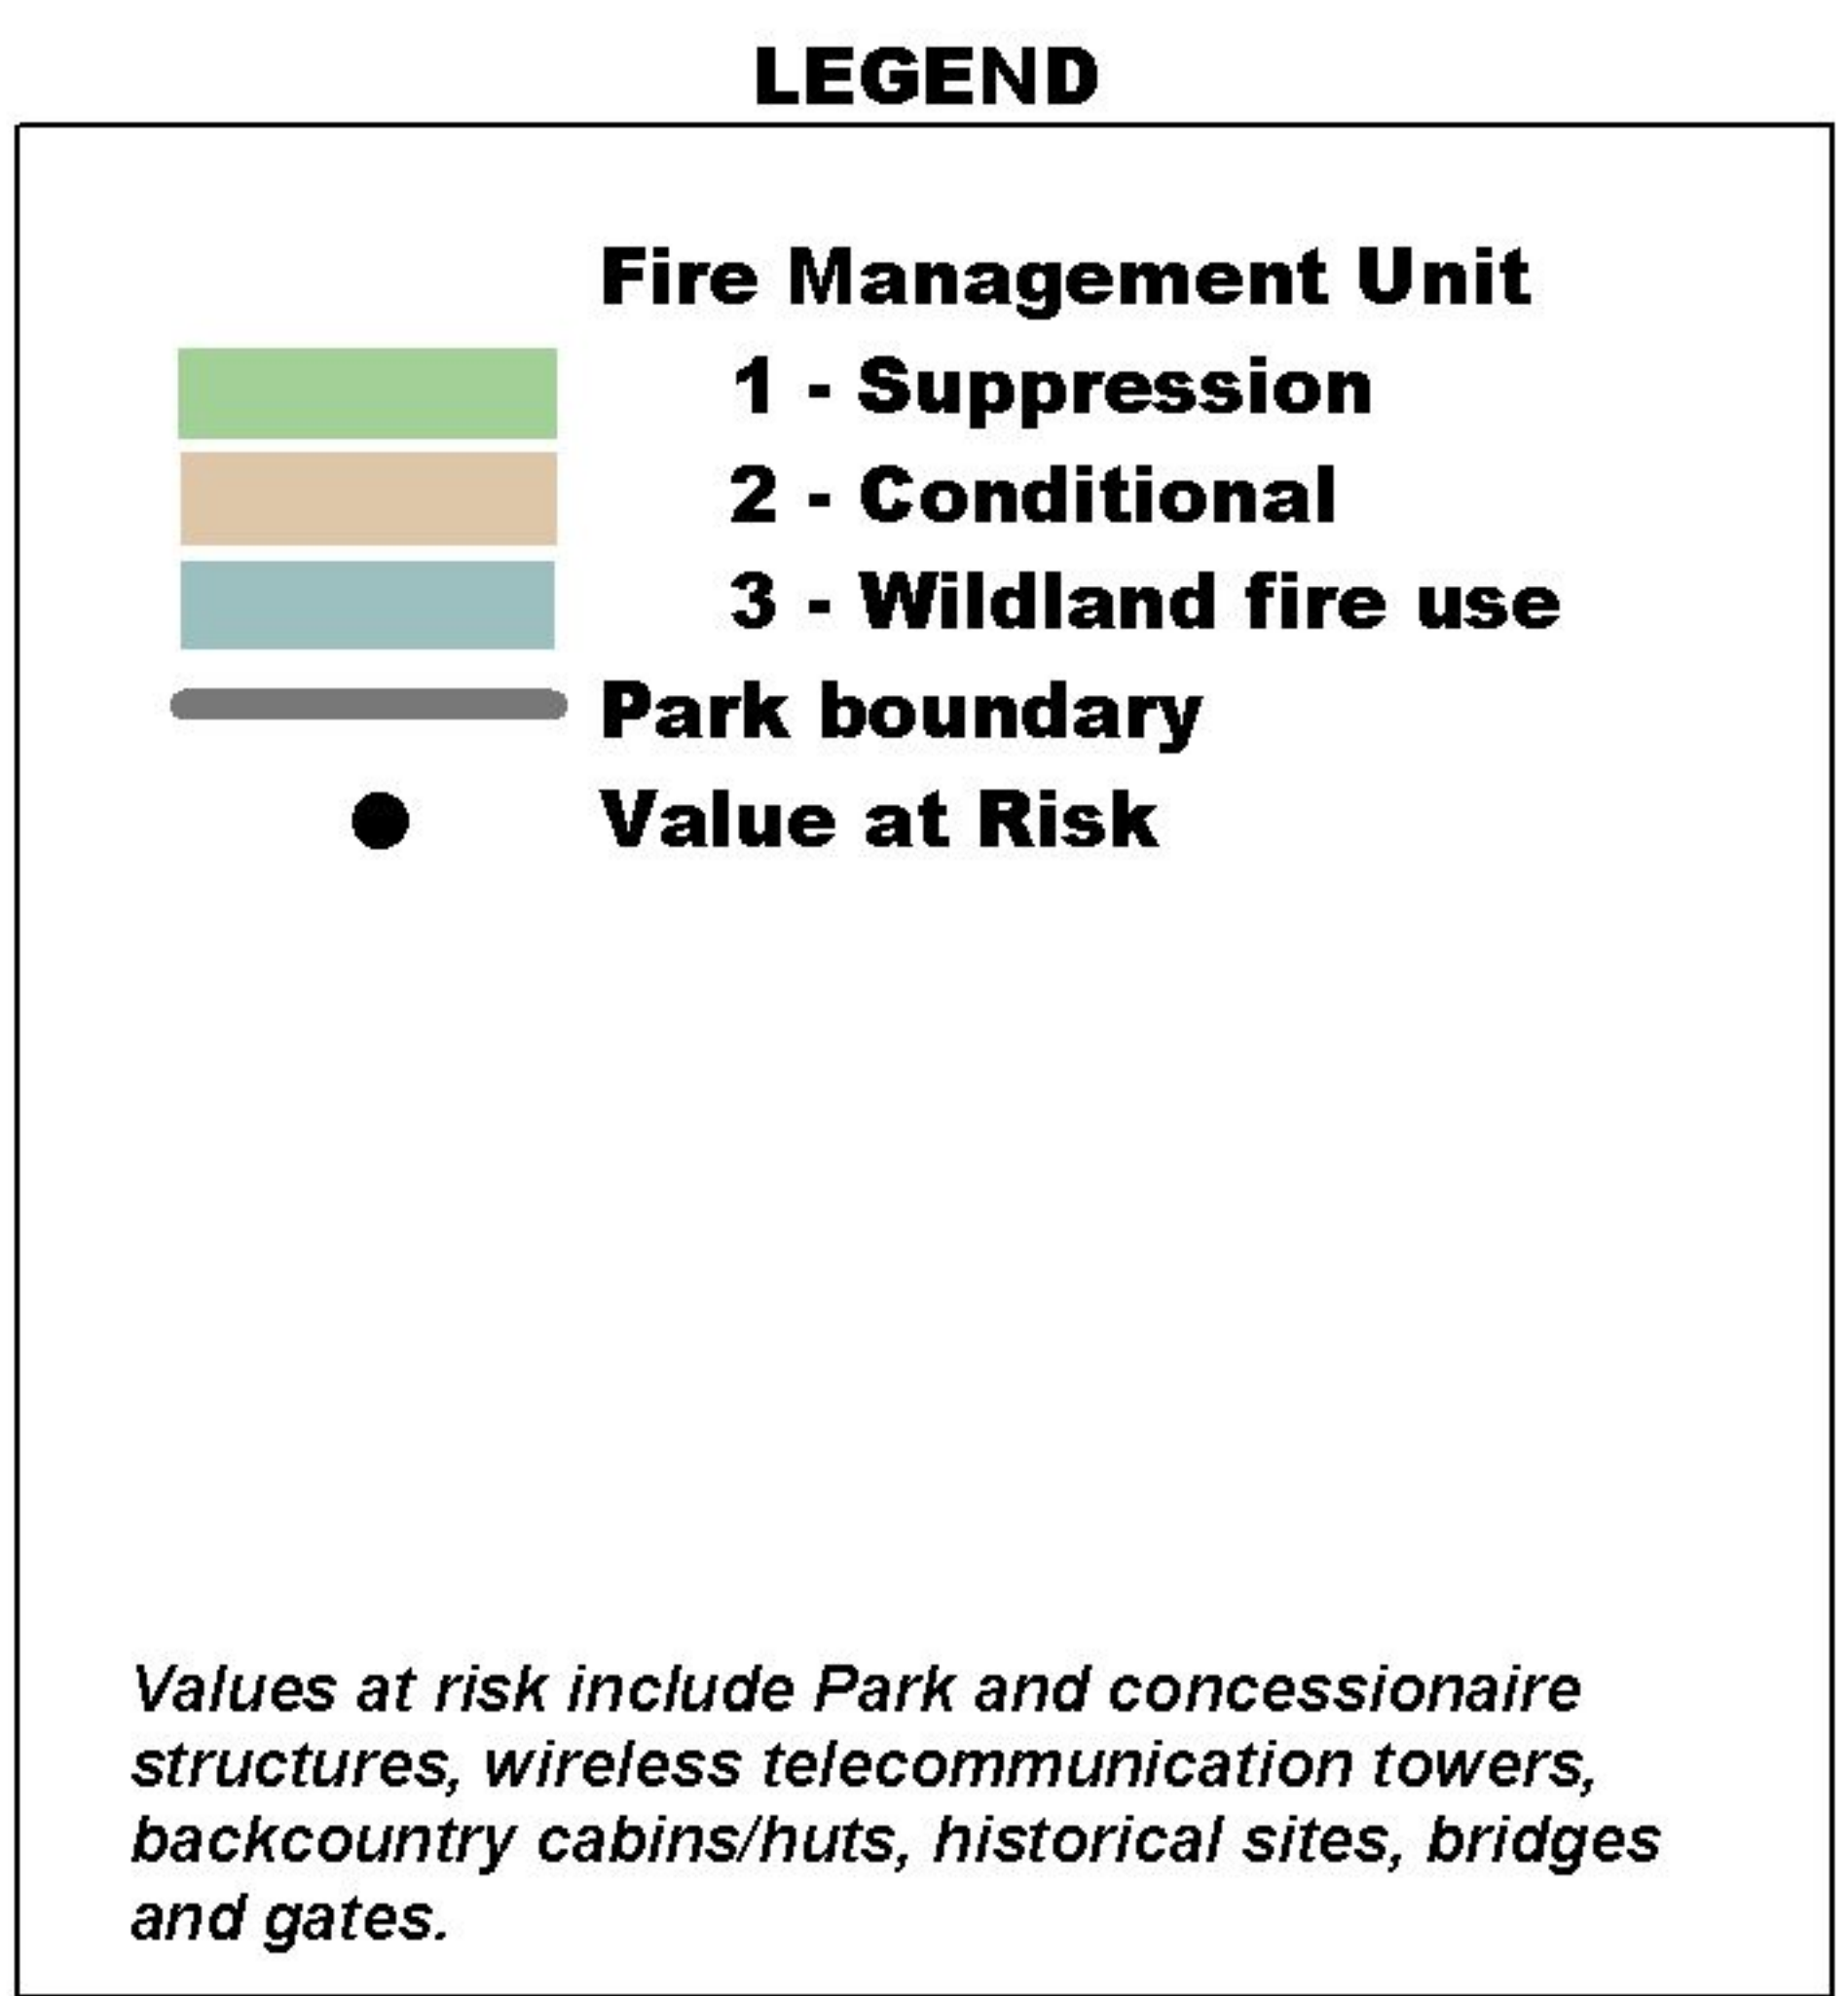 LEGEND
Fire Management Unit
1 - Suppression
2 - Conditional
3 - Wildland fire use
Park boundary
Value at Risk
Values at risk include Park and concessionaire
structures, wireless telecommunication towers,
backcountry cabins/huts, historical sites, bridges
and gates.